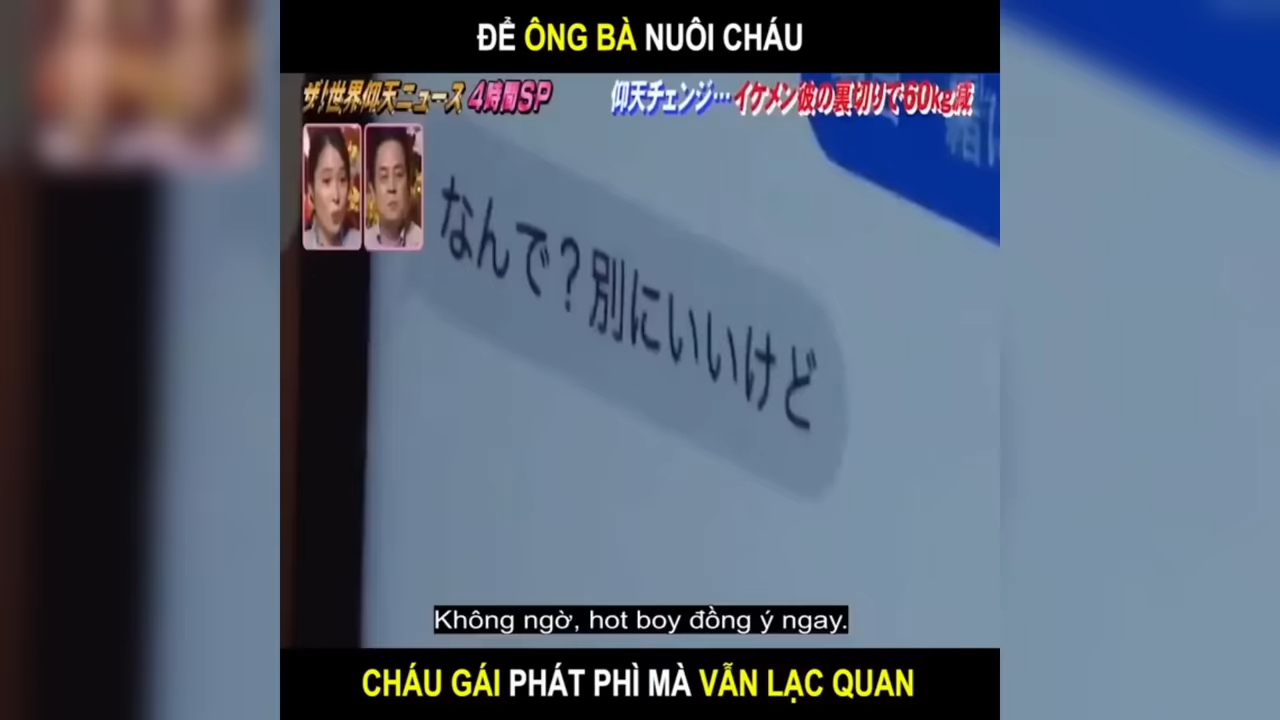 ĐỂ ÔNG BÀ NUÔI CHÁU
ザ!世界仰天ニュース 4時間SP
仰天チェンジ…イケメン彼の裏切りで60kg減
緒に
なんで?別にいいけど
Không ngờ, hot boy đồng ý ngay.
CHÁU GÁI PHÁT PHÌ MÀ VẪN LẠC QUAN